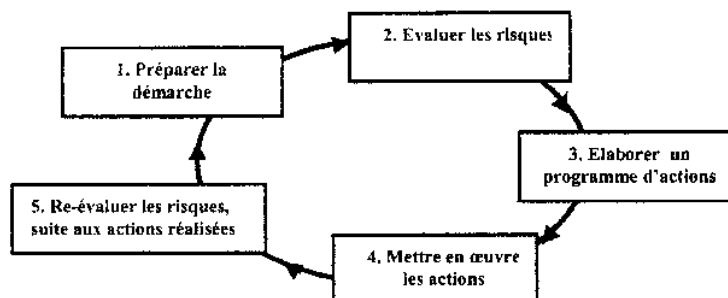 1. Préparer la
démarche
2. Evaluer les risques
3. Elaborer un
programme d'actions
4. Mettre en œuvre
les actions
5. Re-évaluer les risques,
suite aux actions réalisées